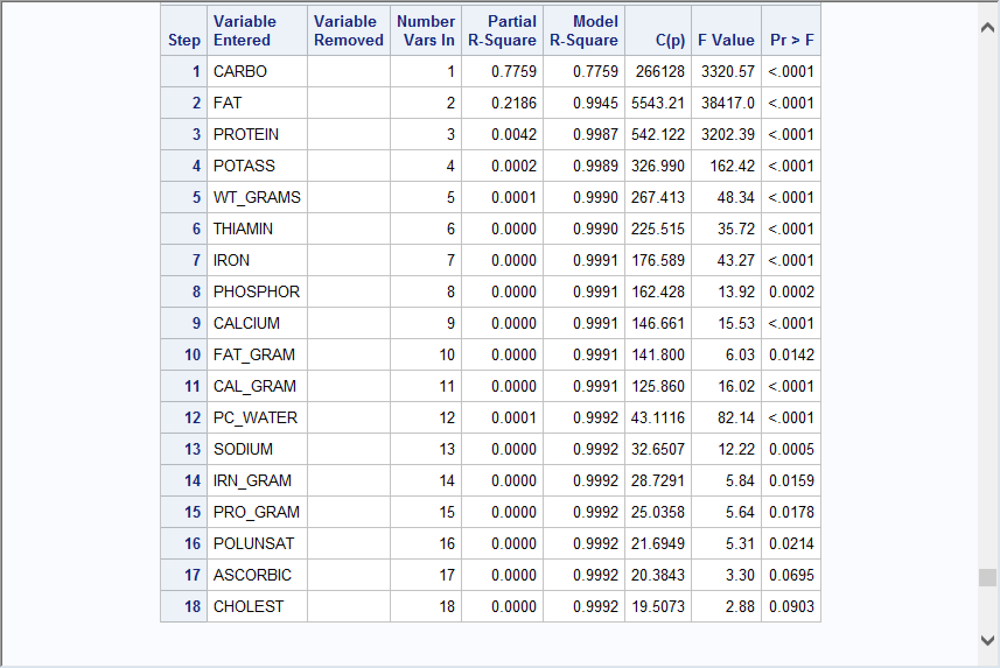 Step Variable Entered Variable Removed Number Vars In Partial R-Square Model R-Square C(p) F Value Pr > F
1 CARBO 1 0.7759 0.7759 266128 3320.57 <.0001
2 FAT 2 0.2186 0.9945 5543.21 38417.0 <.0001
3 PROTEIN 3 0.0042 0.9987 542.122 3202.39 <.0001
4 POTASS 4 0.0002 0.9989 326.990 162.42 <.0001
5 WT_GRAMS 5 0.0001 0.9990 267.413 48.34 <.0001
6 THIAMIN 6 0.0000 0.9990 225.515 35.72 <.0001
7 IRON 7 0.0000 0.9991 176.589 43.27 <.0001
8 PHOSPHOR 8 0.0000 0.9991 162.428 13.92 0.0002
9 CALCIUM 9 0.0000 0.9991 146.661 15.53 <.0001
10 FAT_GRAM 10 0.0000 0.9991 141.800 6.03 0.0142
11 CAL_GRAM 11 0.0000 0.9991 125.860 16.02 <.0001
12 PC_WATER 12 0.0001 0.9992 43.1116 82.14 <.0001
13 SODIUM 13 0.0000 0.9992 32.6507 12.22 0.0005
14 IRN_GRAM 14 0.0000 0.9992 28.7291 5.84 0.0159
15 PRO_GRAM 15 0.0000 0.9992 25.0358 5.64 0.0178
16 POLUNSAT 16 0.0000 0.9992 21.6949 5.31 0.0214
17 ASCORBIC 17 0.0000 0.9992 20.3843 3.30 0.0695
18 CHOLEST 18 0.0000 0.9992 19.5073 2.88 0.0903